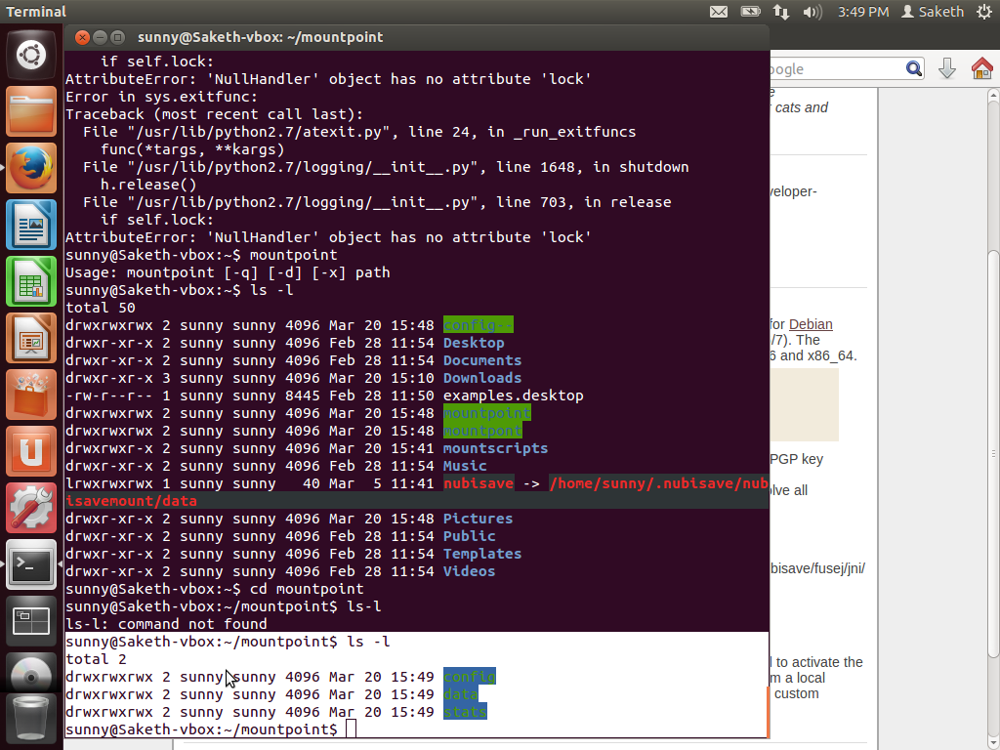 Terminal
3:49 PM
Saketh
sunny@Saketh-vbox: ~/mountpoint
if self.lock:
AttributeError: 'NullHandler' object has no attribute 'lock'
Error in sys.exitfunc:
Traceback (most recent call last):
File "/usr/lib/python2.7/atexit.py", line 24, in _run_exitfuncs
func(*targs, **kargs)
File "/usr/lib/python2.7/logging/__init__.py", line 1648, in shutdown
h.release()
File "/usr/lib/python2.7/logging/__init__.py", line 703, in release
if self.lock:
AttributeError: 'NullHandler' object has no attribute 'lock'
sunny@Saketh-vbox:~$ mountpoint
Usage: mountpoint [-q] [-d] [-x] path
sunny@Saketh-vbox:~$ ls -l
total 50
drwxrwxrwx 2 sunny sunny 4096 Mar 20 15:48 config--
drwxr-xr-x 2 sunny sunny 4096 Feb 28 11:54 Desktop
drwxr-xr-x 2 sunny sunny 4096 Feb 28 11:54 Documents
drwxr-xr-x 3 sunny sunny 4096 Mar 20 15:10 Downloads
-rw-r--r-- 1 sunny sunny 8445 Feb 28 11:50 examples.desktop
drwxrwxrwx 2 sunny sunny 4096 Mar 20 15:48 mountpoint
drwxrwxrwx 2 sunny sunny 4096 Mar 20 15:48 mountpont
drwxrwxr-x 2 sunny sunny 4096 Mar 20 15:41 mountscripts
drwxr-xr-x 2 sunny sunny 4096 Feb 28 11:54 Music
lrwxrwxrwx 1 sunny sunny   40 Mar  5 11:41 nubisave -> /home/sunny/.nubisave/nub
isavemount/data
drwxr-xr-x 2 sunny sunny 4096 Mar 20 15:48 Pictures
drwxr-xr-x 2 sunny sunny 4096 Feb 28 11:54 Public
drwxr-xr-x 2 sunny sunny 4096 Feb 28 11:54 Templates
drwxr-xr-x 2 sunny sunny 4096 Feb 28 11:54 Videos
sunny@Saketh-vbox:~$ cd mountpoint
sunny@Saketh-vbox:~/mountpoint$ ls-l
ls-l: command not found
sunny@Saketh-vbox:~/mountpoint$ ls -l
total 2
drwxrwxrwx 2 sunny sunny 4096 Mar 20 15:49 config
drwxrwxrwx 2 sunny sunny 4096 Mar 20 15:49 data
drwxrwxrwx 2 sunny sunny 4096 Mar 20 15:49 stats
sunny@Saketh-vbox:~/mountpoint$
oogle
cats and
veloper-
for Debian
/7). The
6 and x86_64.
PGP key
olve all
ubisave/fusej/jni/
d to activate the
m a local
custom